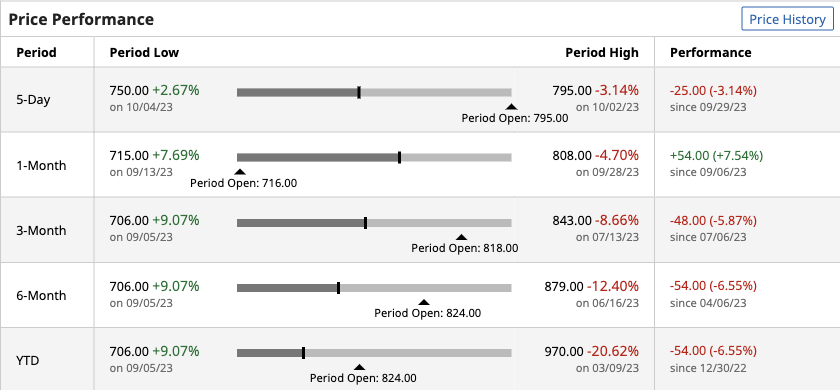 Price Performance
Price History
Period Period Low Period High Performance
5-Day
750.00 +2.67%
on 10/04/23
795.00 -3.14%
on 10/02/23
Period Open: 795.00
-25.00 (-3.14%)
since 09/29/23
1-Month
715.00 +7.69%
on 09/13/23
Period Open: 716.00
808.00 -4.70%
on 09/28/23
+54.00 (+7.54%)
since 09/06/23
3-Month
706.00 +9.07%
on 09/05/23
843.00 -8.66%
on 07/13/23
Period Open: 818.00
-48.00 (-5.87%)
since 07/06/23
6-Month
706.00 +9.07%
on 09/05/23
879.00 -12.40%
on 06/16/23
Period Open: 824.00
-54.00 (-6.55%)
since 04/06/23
YTD
706.00 +9.07%
on 09/05/23
970.00 -20.62%
on 03/09/23
Period Open: 824.00
-54.00 (-6.55%)
since 12/30/22